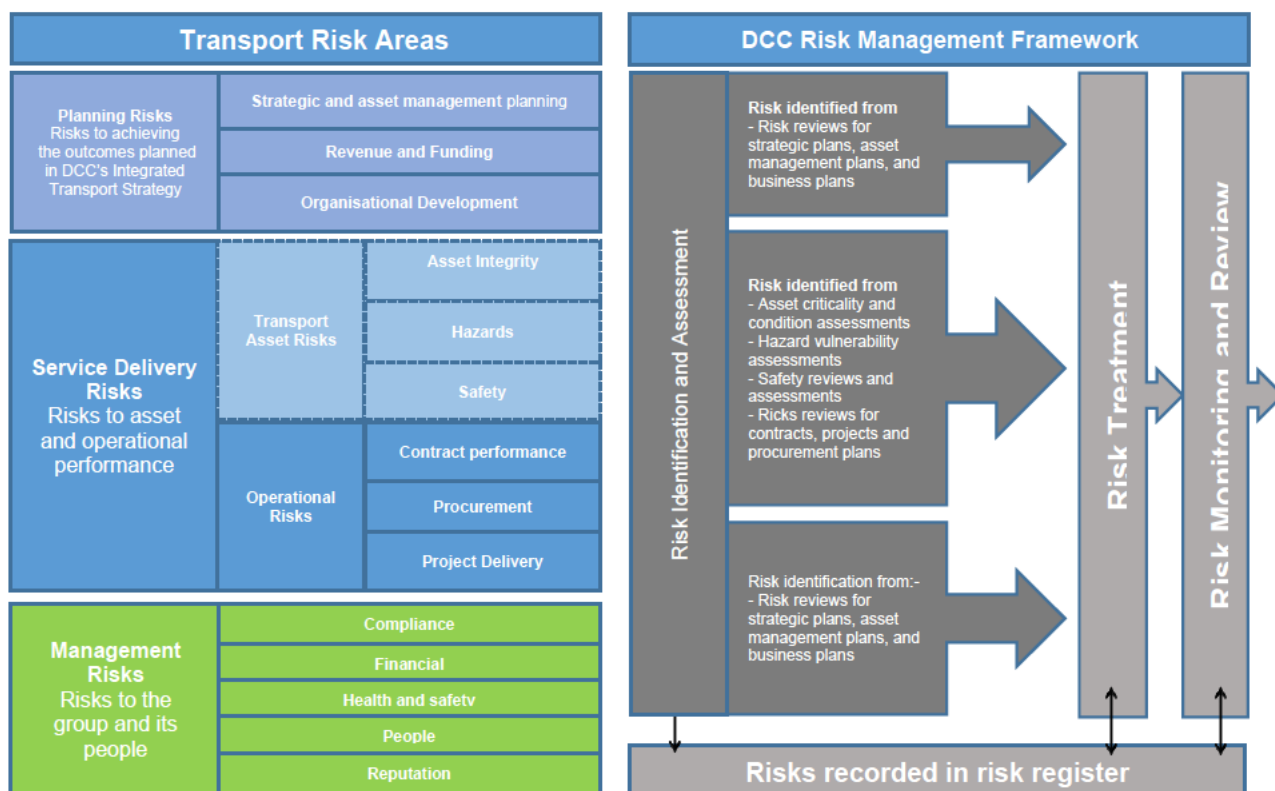 Transport Risk Areas
Planning Risks
Risks to achieving
the outcomes planned
in DCC's Integrated
Transport Strategy
Strategic and asset management planning
Revenue and Funding
Organisational Development
Service Delivery
Risks
Risks to asset
and operational
performance
Transport
Asset Risks
Asset Integrity
Hazards
Safety
Operational
Risks
Contract performance
Procurement
Project Delivery
Management
Risks
Risks to the
group and its
people
Compliance
Financial
Health and safety
People
Reputation
DCC Risk Management Framework
Risk Identification and Assessment
Risk identified from
- Risk reviews for
strategic plans, asset
management plans, and
business plans
Risk identified from
- Asset criticality and
condition assessments
- Hazard vulnerability
assessments
- Safety reviews and
assessments
- Ricks reviews for
contracts, projects and
procurement plans
Risk identification from:-
- Risk reviews for
strategic plans, asset
management plans, and
business plans
Risk Treatment
Risk Monitoring and Review
Risks recorded in risk register